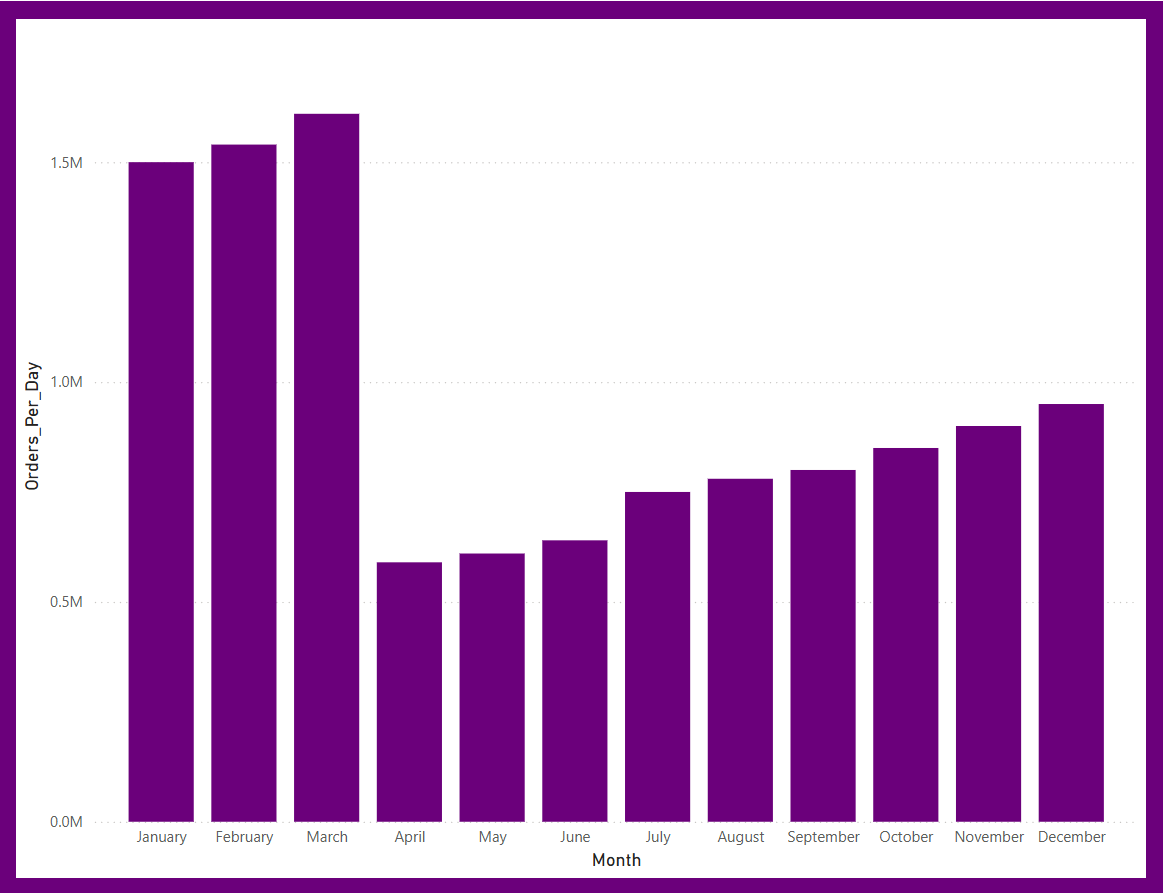 Orders_Per_Day
1.5M
1.0M
0.5M
0.0M
January February March April May June July August September October November December
Month